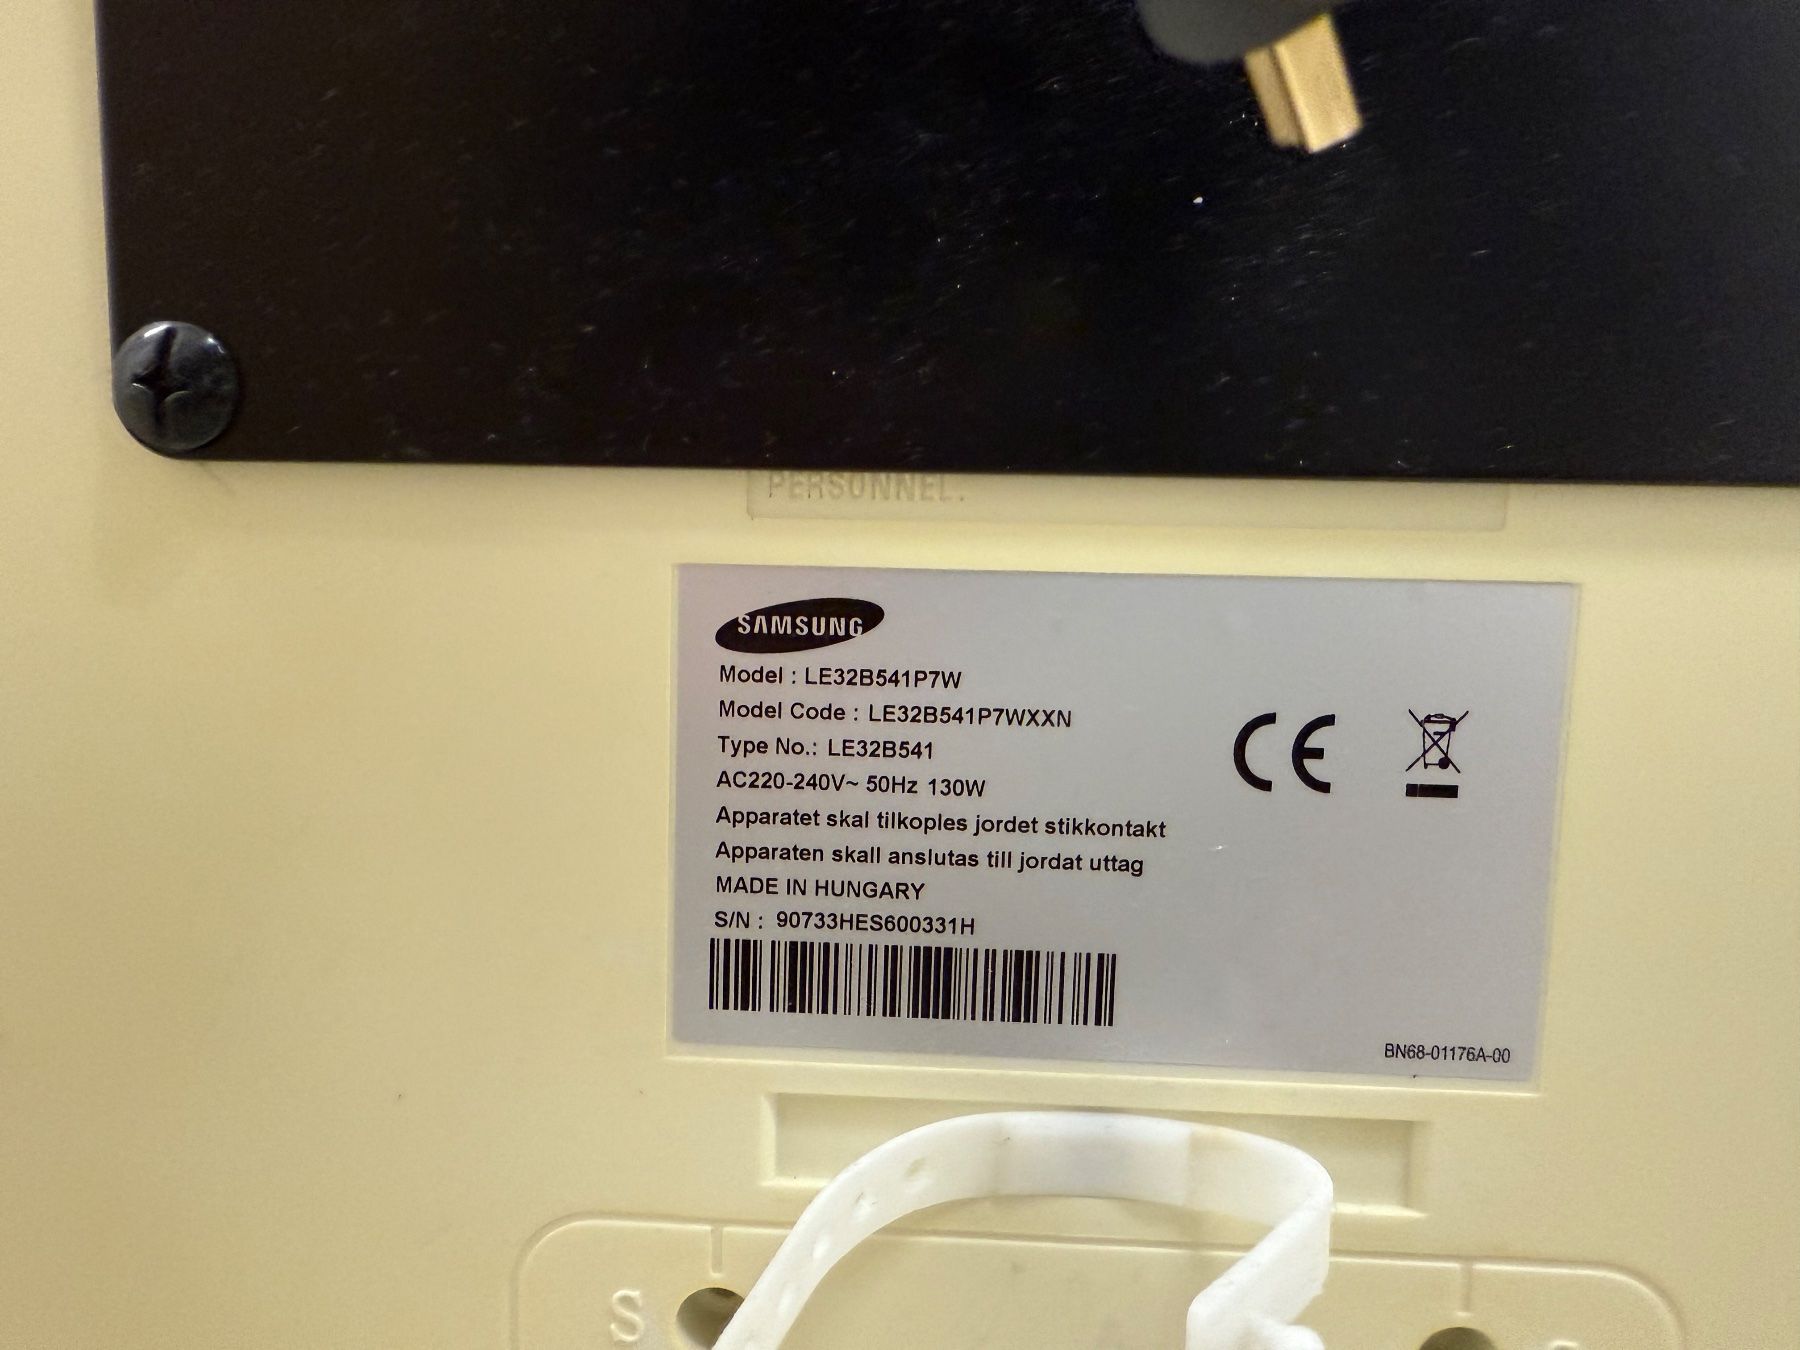 PERSONNEL.
SAMSUNG
Model : LE32B541P7W
Model Code : LE32B541P7WXXN
Type No.: LE32B541
AC220-240V~ 50Hz 130W
Apparatet skal tilkoples jordet stikkontakt
Apparaten skall anslutas till jordat uttag
MADE IN HUNGARY
S/N : 90733HES600331H
CE
BN68-01176A-00
S